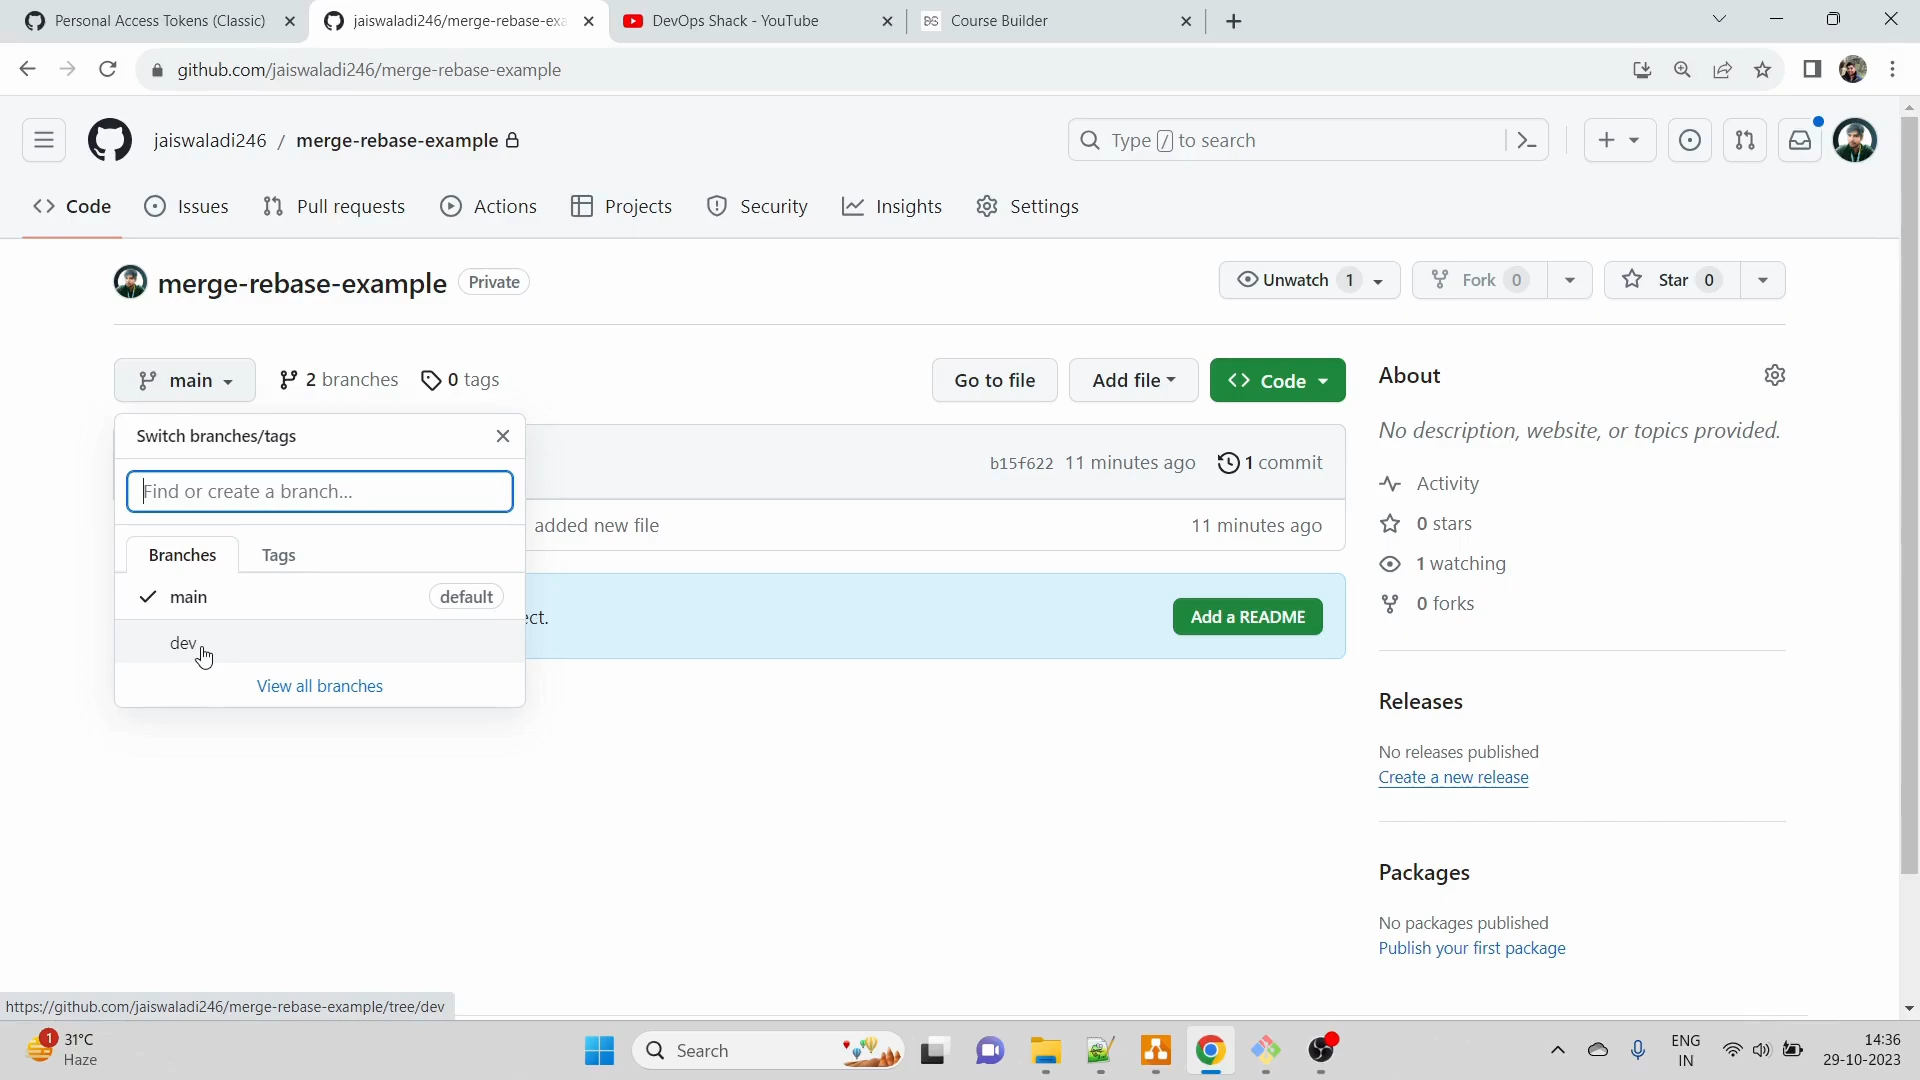 Personal Access Tokens (Classic)
jaiswaladi246/merge-rebase-exa
DevOps Shack - YouTube
BS Course Builder
github.com/jaiswaladi246/merge-rebase-example
jaiswaladi246 / merge-rebase-example
Type / to search
Code
Issues
Pull requests
Actions
Projects
Security
Insights
Settings
merge-rebase-example Private
Unwatch 1
Fork 0
Star 0
main
2 branches
0 tags
Go to file
Add file
Code
About
No description, website, or topics provided.
Switch branches/tags
Find or create a branch...
b15f622 11 minutes ago 1 commit
Activity
added new file 11 minutes ago
0 stars
Branches Tags
1 watching
main default
0 forks
ect.
Add a README
dev
View all branches
Releases
No releases published
Create a new release
Packages
No packages published
Publish your first package
https://github.com/jaiswaladi246/merge-rebase-example/tree/dev
1
31°C
Haze
Search
ENG
IN
14:36
29-10-2023